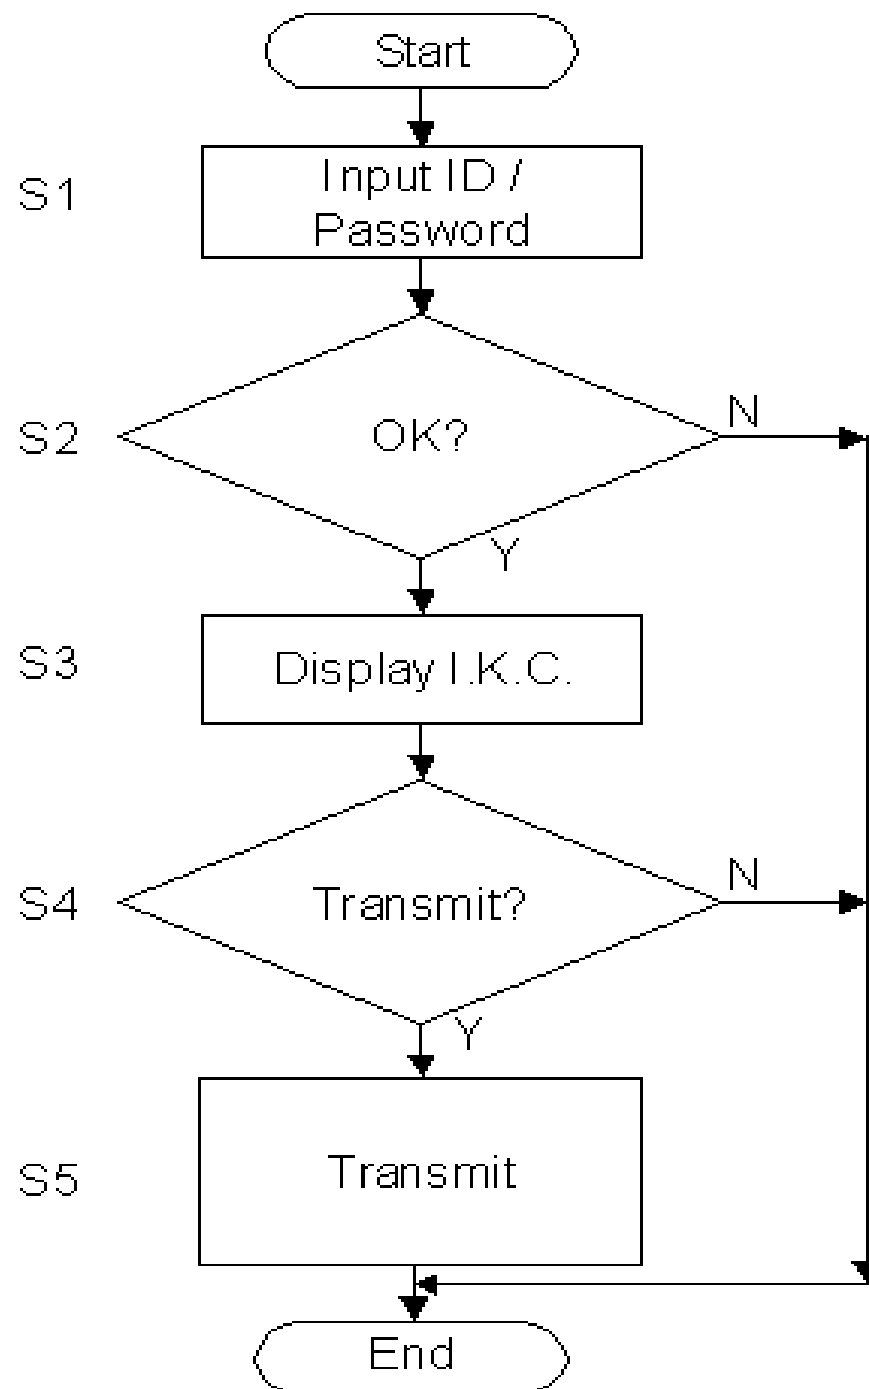 Start
S1
Input ID /
Password
S2
OK?
N
Y
S3
Display I.K.C.
S4
Transmit?
N
Y
S5
Transmit
End